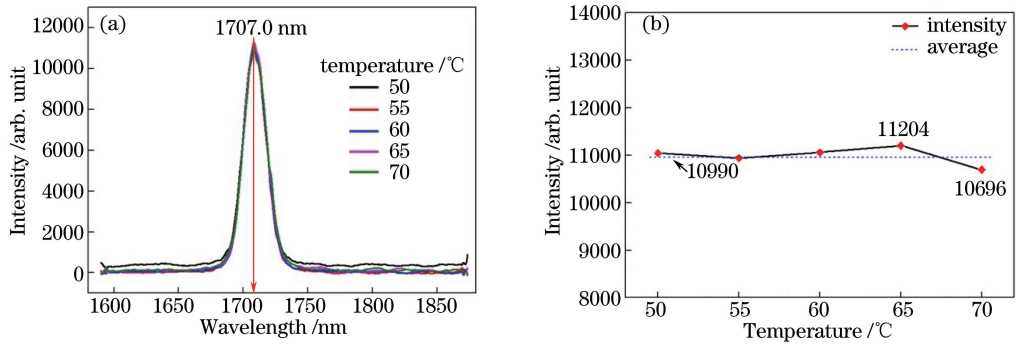 (a)
1707.0 nm
temperature /℃
50
55
60
65
70
12000
10000
8000
6000
4000
2000
0
Intensity /arb. unit
1600 1650 1700 1750 1800 1850
Wavelength /nm
(b)
intensity
average
14000
13000
12000
11000
10000
9000
8000
Intensity /arb. unit
11204
10990
10696
50 55 60 65 70
Temperature /℃